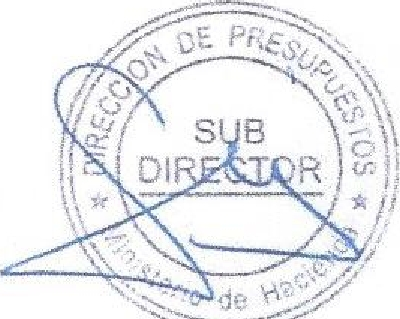 DIRECCION DE PRESUPUESTOS
SUB
DIRECTOR
Ministerio de Hacienda